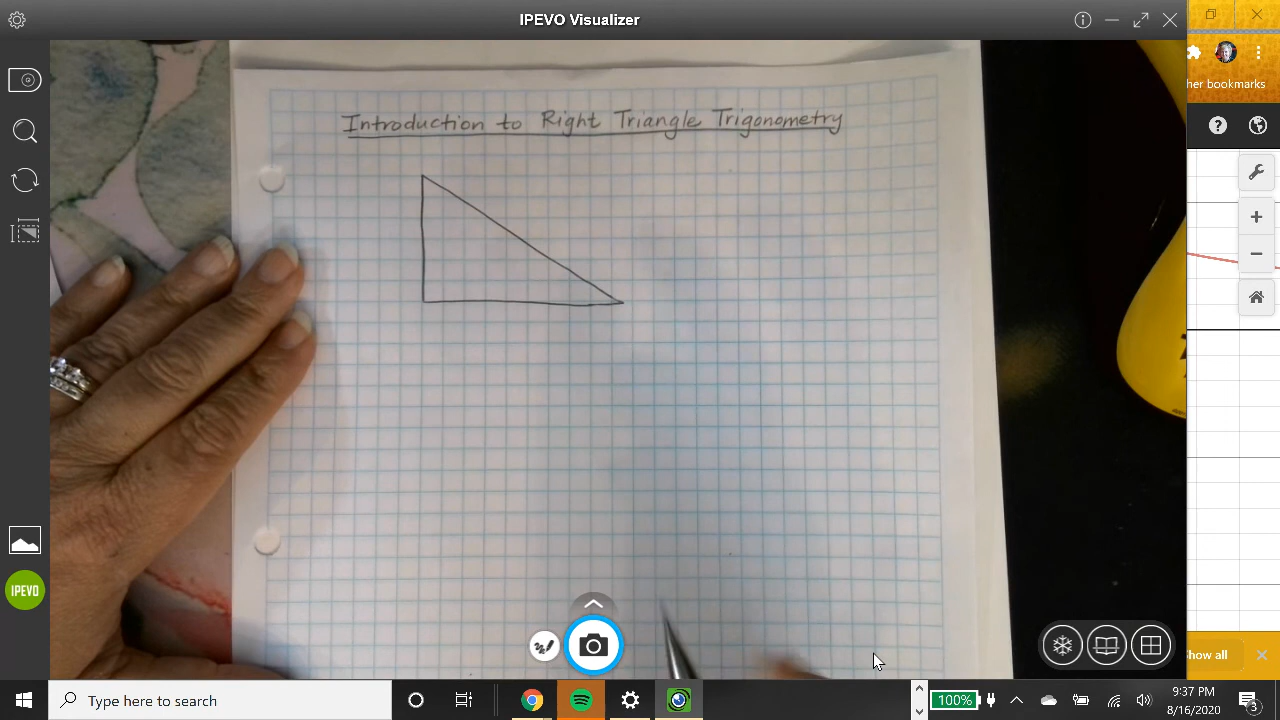 IPEVO Visualizer
her bookmarks
Introduction to Right Triangle Trigonometry
IPEVO
Show all
Type here to search
100%
9:37 PM
8/16/2020
3